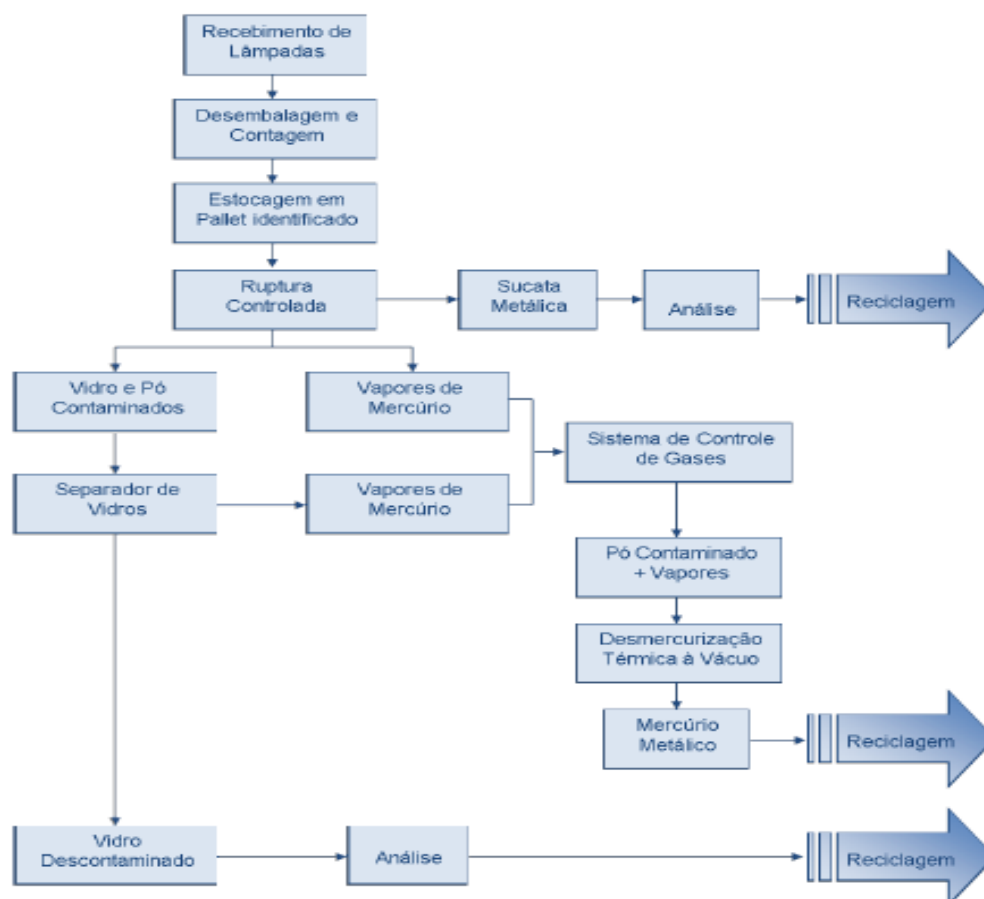 Recebimento de
Lâmpadas
Desembalagem e
Contagem
Estocagem em
Pallet identificado
Ruptura
Controlada
Sucata
Metálica
Análise
Reciclagem
Vidro e Pó
Contaminados
Vapores de
Mercúrio
Sistema de Controle
de Gases
Separador de
Vidros
Vapores de
Mercúrio
Pó Contaminado
+ Vapores
Desmercurização
Térmica à Vácuo
Mercúrio
Metálico
Reciclagem
Vidro
Descontaminado
Análise
Reciclagem